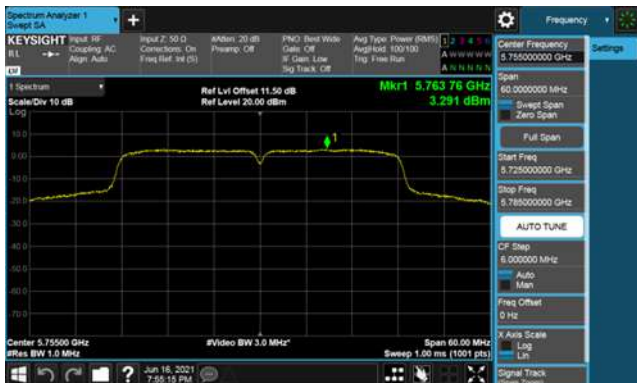 Spectrum Analyzer 1
Swept SA
+
Frequency
KEYSIGHT
Input: RF
Coupling: AC
Align: Auto
Input Z: 50 Ω
Corrections: On
Freq Ref: Int (S)
#Atten: 20 dB
Preamp: Off
PNO: Best Wide
Gate: Off
IF Gain: Low
Sig Track: Off
Avg Type: Power (RMS)
Avg|Hold: 100/100
Trig: Free Run
1 2 3 4 5 6
A W W W W W
A N N N N N
1 Spectrum
Scale/Div 10 dB
Ref Lvl Offset 11.50 dB
Ref Level 20.00 dBm
Mkr1 5.763 76 GHz
3.291 dBm
Log
10.0
0.00
-10.0
-20.0
-30.0
-40.0
-50.0
-60.0
-70.0
1
Center 5.75500 GHz
#Res BW 1.0 MHz
#Video BW 3.0 MHz*
Span 60.00 MHz
Sweep 1.00 ms (1001 pts)
Jun 16, 2021
7:55:15 PM
Center Frequency
5.755000000 GHz
Settings
Span
60.0000000 MHz
Swept Span
Zero Span
Full Span
Start Freq
5.725000000 GHz
Stop Freq
5.785000000 GHz
AUTO TUNE
CF Step
6.000000 MHz
Auto
Man
Freq Offset
0 Hz
X Axis Scale
Log
Lin
Signal Track